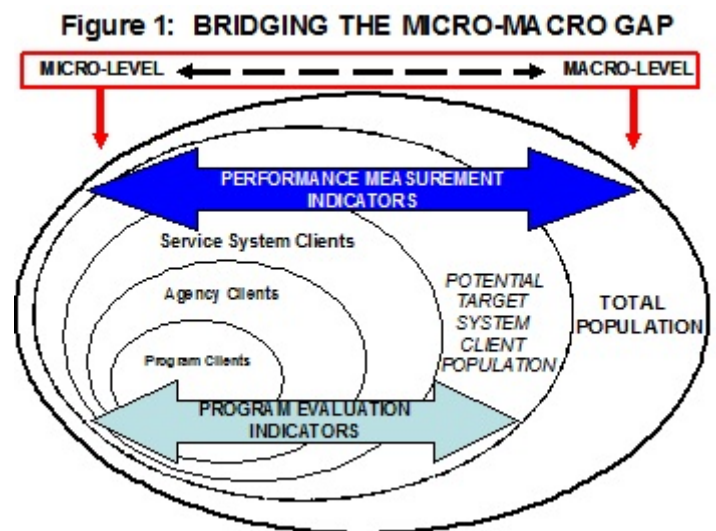 Figure 1: BRIDGING THE MICRO-MACRO GAP
MICRO-LEVEL
MACRO-LEVEL
PERFORMANCE MEASUREMENT
INDICATORS
Service System Clients
Agency Clients
Program Clients
POTENTIAL
TARGET
SYSTEM
CLIENT
POPULATION
TOTAL
POPULATION
PROGRAM EVALUATION
INDICATORS